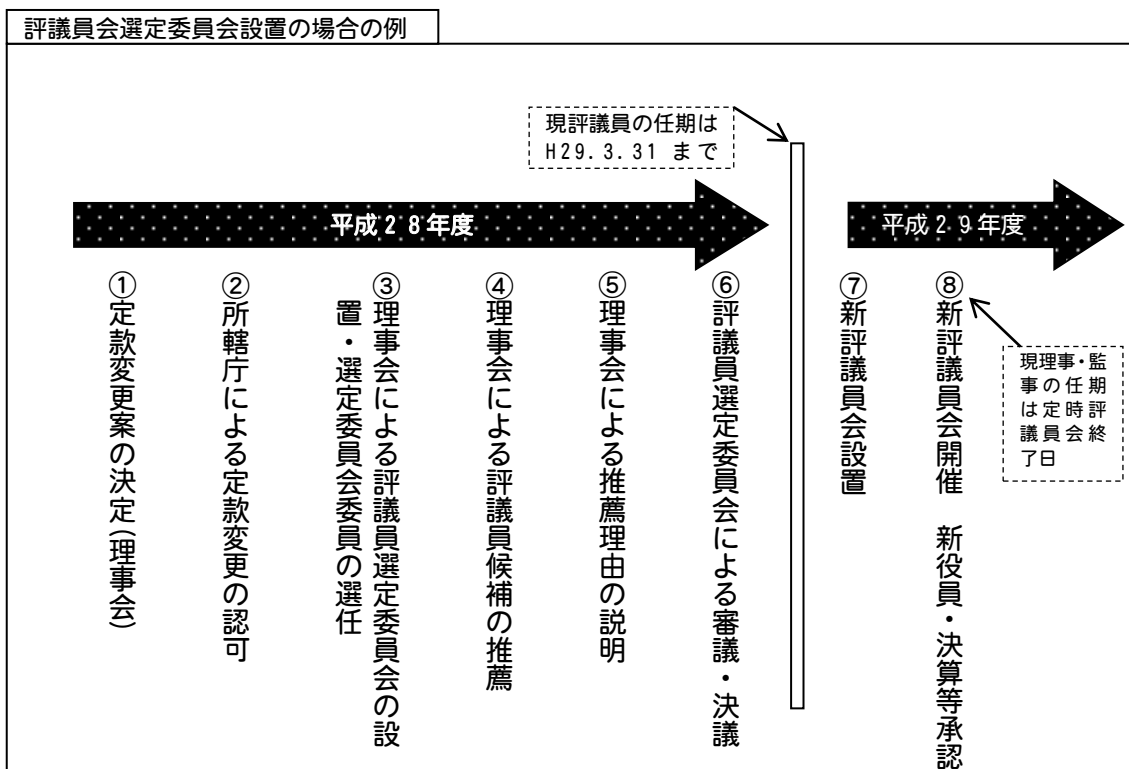 評議員会選定委員会設置の場合の例
現評議員の任期は
H29.3.31 まで
平成28年度
平成29年度
①定款変更案の決定(理事会)
②所轄庁による定款変更の認可
③理事会による評議員選定委員会の設
置・選定委員会委員の選任
④理事会による評議員候補の推薦
⑤理事会による推薦理由の説明
⑥評議員選定委員会による審議・決議
⑦新評議員会設置
⑧新評議員会開催 新役員・決算等承認
現理事・監
事の任期
は定時評
議員会終
了日